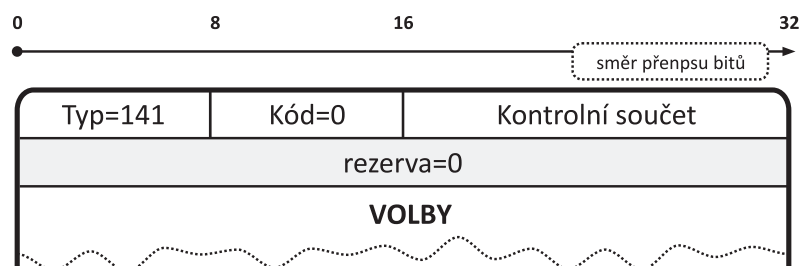 0 8 16 32
směr přenpsu bitů
Typ=141 Kód=0 Kontrolní součet
rezerva=0
VOLBY